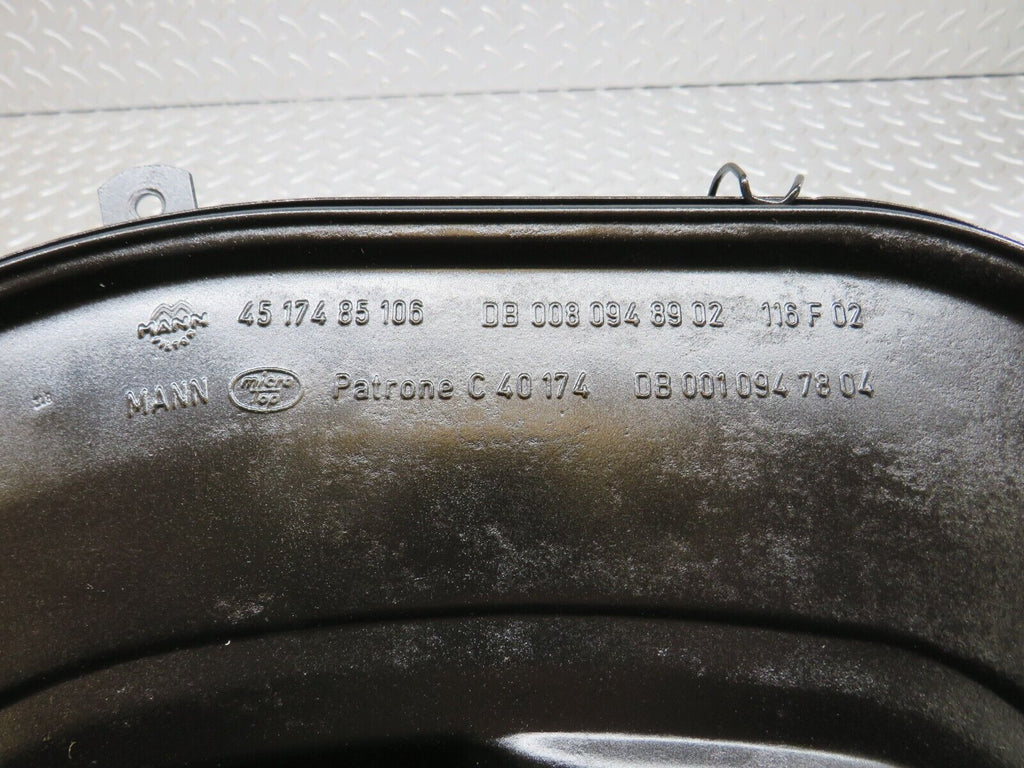 MANN FILTER 45 174 85 106 DB 008 094 89 02 116 F 02
MANN micro Top Patrone C 40 174 DB 001 094 78 04